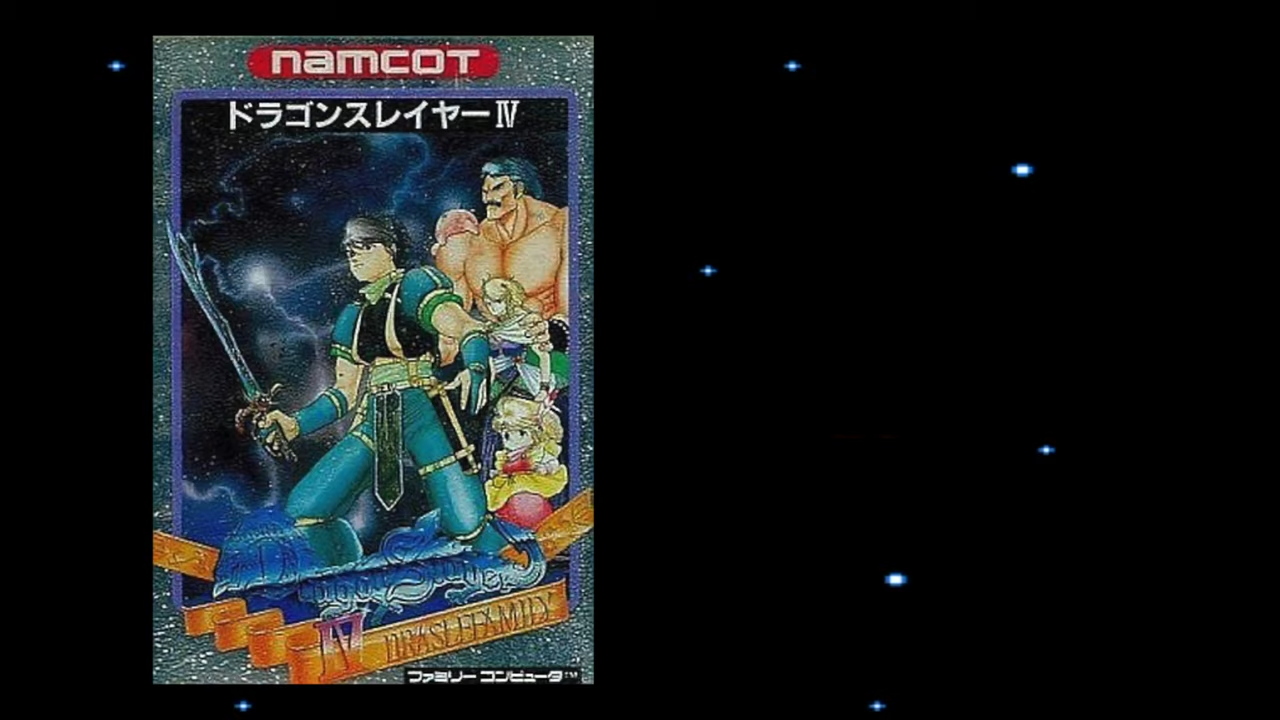 namcot
ドラゴンスレイヤーⅣ
Dragon Slayer
IV DRASLE FAMILY
ファミリー コンピュータ™